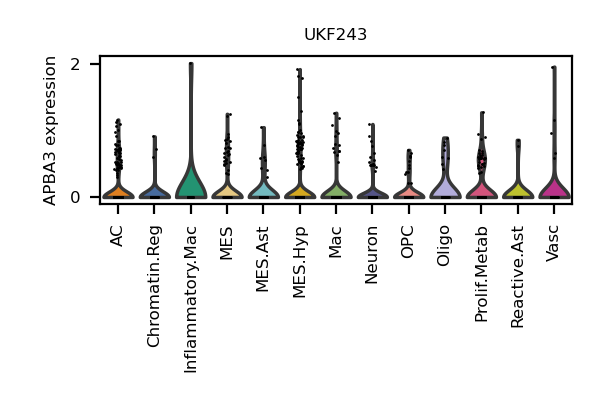 UKF243
APBA3 expression
2
0
AC
Chromatin.Reg
Inflammatory.Mac
MES
MES.Ast
MES.Hyp
Mac
Neuron
OPC
Oligo
Prolif.Metab
Reactive.Ast
Vasc